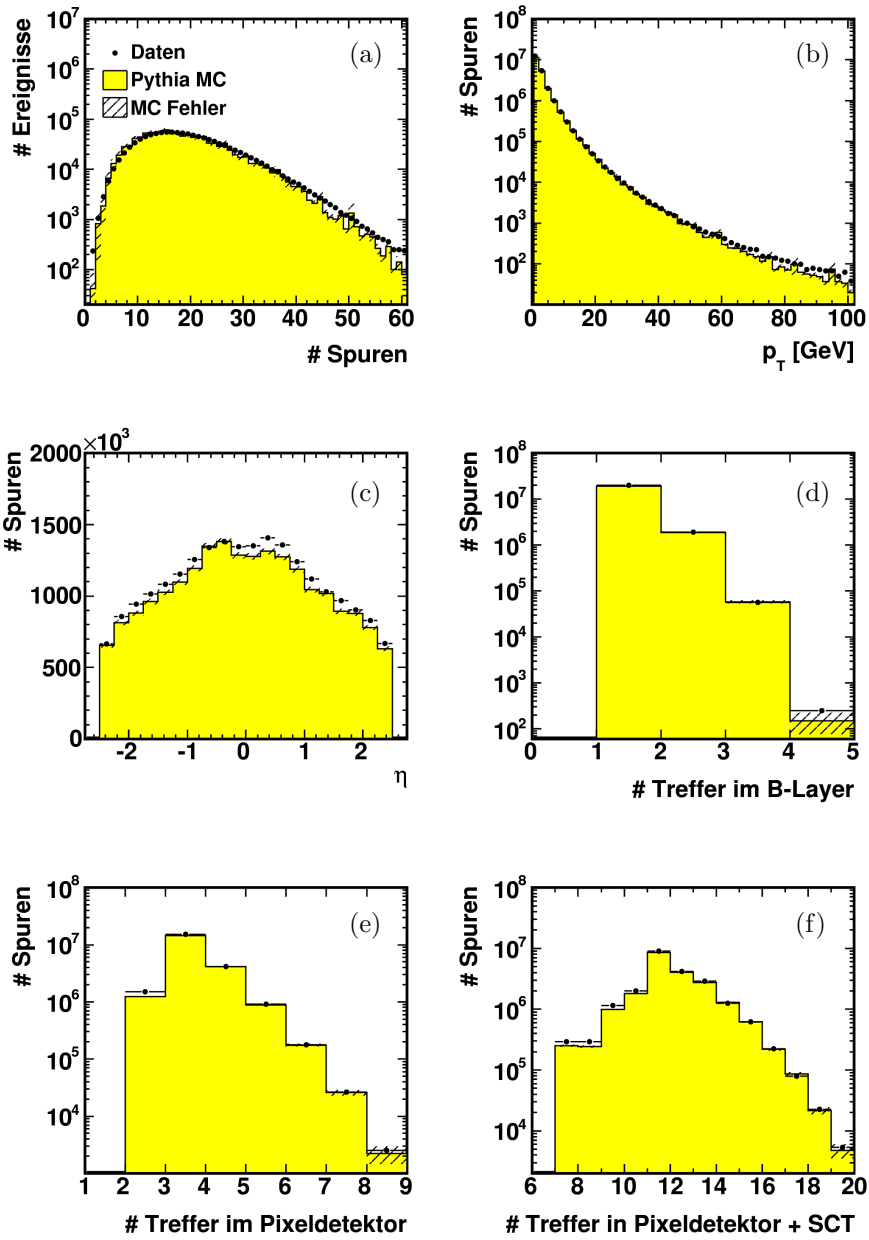 # Ereignisse
10^7
10^6
10^5
10^4
10^3
10^2
Daten
Pythia MC
MC Fehler
(a)
0 10 20 30 40 50 60
# Spuren
# Spuren
10^8
10^7
10^6
10^5
10^4
10^3
10^2
(b)
0 20 40 60 80 100
p_T [GeV]
# Spuren
×10^3
2000
1500
1000
500
0
(c)
-2 -1 0 1 2
η
# Spuren
10^8
10^7
10^6
10^5
10^4
10^3
10^2
(d)
0 1 2 3 4 5
# Treffer im B-Layer
# Spuren
10^8
10^7
10^6
10^5
10^4
(e)
1 2 3 4 5 6 7 8 9
# Treffer im Pixeldetektor
# Spuren
10^8
10^7
10^6
10^5
10^4
(f)
6 8 10 12 14 16 18 20
# Treffer in Pixeldetektor + SCT